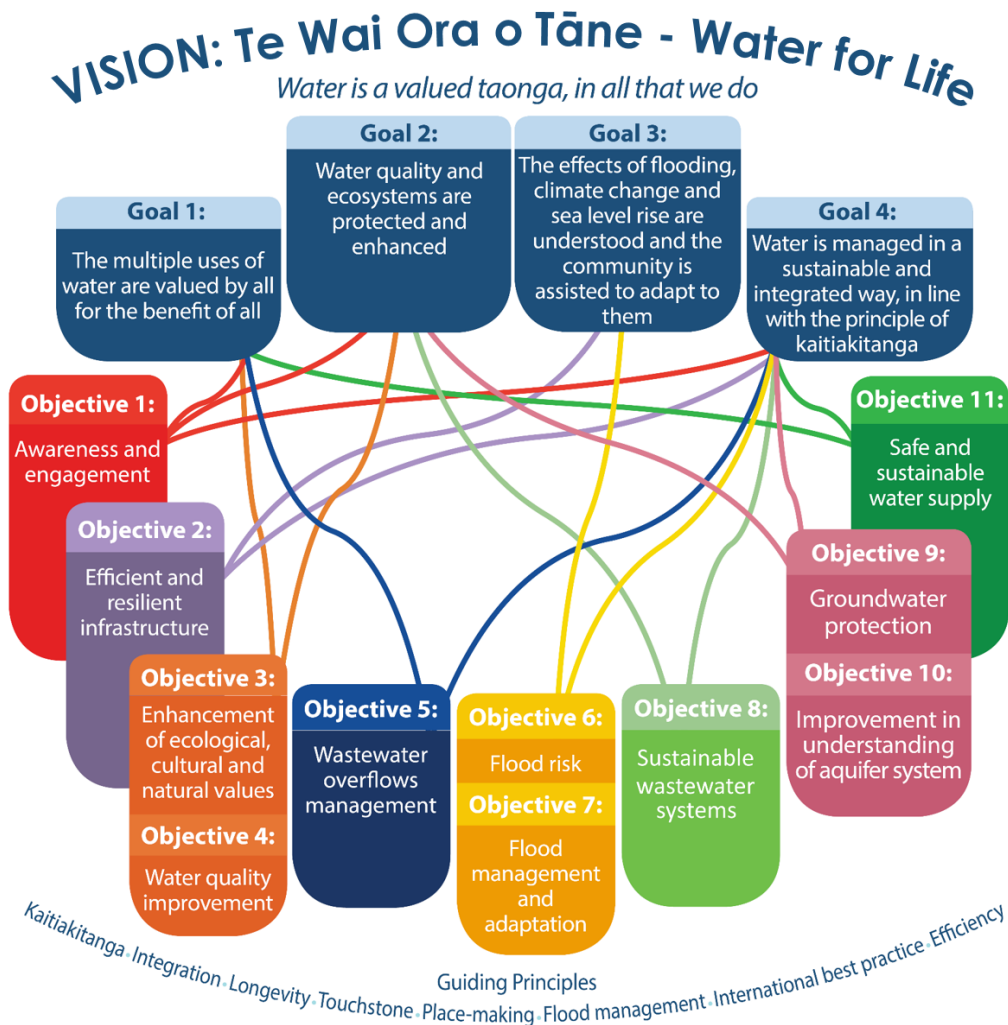 VISION: Te Wai Ora o Tāne - Water for Life
Water is a valued taonga, in all that we do
Goal 1:
The multiple uses of
water are valued by all
for the benefit of all
Goal 2:
Water quality and
ecosystems are
protected and
enhanced
Goal 3:
The effects of flooding,
climate change and
sea level rise are
understood and the
community is
assisted to adapt to
them
Goal 4:
Water is managed in a
sustainable and
integrated way, in line
with the principle of
kaitiakitanga
Objective 1:
Awareness and
engagement
Objective 2:
Efficient and
resilient
infrastructure
Objective 3:
Enhancement
of ecological,
cultural and
natural values
Objective 4:
Water quality
improvement
Objective 5:
Wastewater
overflows
management
Objective 6:
Flood risk
Objective 7:
Flood
management
and
adaptation
Objective 8:
Sustainable
wastewater
systems
Objective 9:
Groundwater
protection
Objective 10:
Improvement in
understanding
of aquifer system
Objective 11:
Safe and
sustainable
water supply
Guiding Principles
Kaitiakitanga • Integration • Longevity • Touchstone • Place-making • Flood management • International best practice • Efficiency